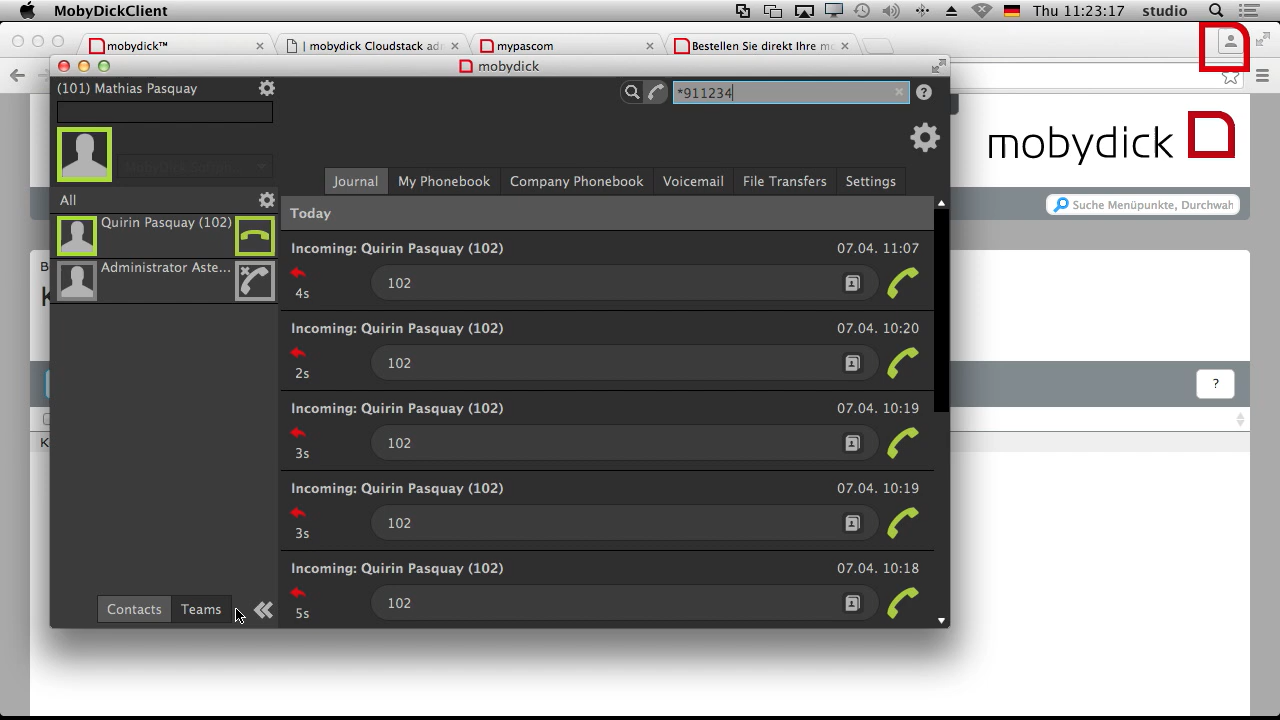 MobyDickClient
Thu 11:23:17 studio
mobydick™
| mobydick Cloudstack adr
mypascom
Bestellen Sie direkt Ihre mo
mobydick
(101) Mathias Pasquay
*911234
?
mobydick
Journal
My Phonebook
Company Phonebook
Voicemail
File Transfers
Settings
Suche Menüpunkte, Durchwah
All
Quirin Pasquay (102)
Administrator Aste...
Today
Incoming: Quirin Pasquay (102) 07.04. 11:07
4s 102
Incoming: Quirin Pasquay (102) 07.04. 10:20
2s 102
Incoming: Quirin Pasquay (102) 07.04. 10:19
3s 102
Incoming: Quirin Pasquay (102) 07.04. 10:19
3s 102
Incoming: Quirin Pasquay (102) 07.04. 10:18
5s 102
?
Contacts
Teams